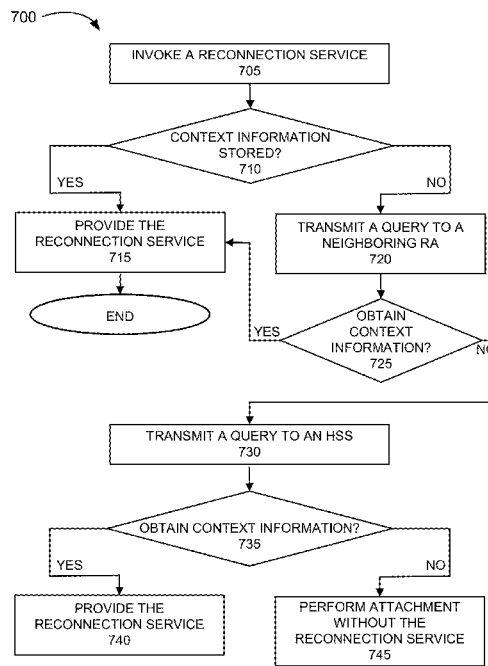 700
INVOKE A RECONNECTION SERVICE
705
CONTEXT INFORMATION
STORED?
710
YES
NO
PROVIDE THE
RECONNECTION SERVICE
715
TRANSMIT A QUERY TO A
NEIGHBORING RA
720
END
YES
OBTAIN
CONTEXT
INFORMATION?
725
NO
TRANSMIT A QUERY TO AN HSS
730
OBTAIN CONTEXT INFORMATION?
735
YES
NO
PROVIDE THE
RECONNECTION SERVICE
740
PERFORM ATTACHMENT
WITHOUT THE
RECONNECTION SERVICE
745